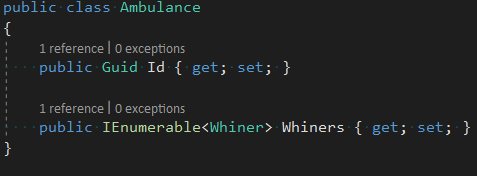 public class Ambulance
{
1 reference | 0 exceptions
public Guid Id { get; set; }
1 reference | 0 exceptions
public IEnumerable<Whiner> Whiners { get; set; }
}